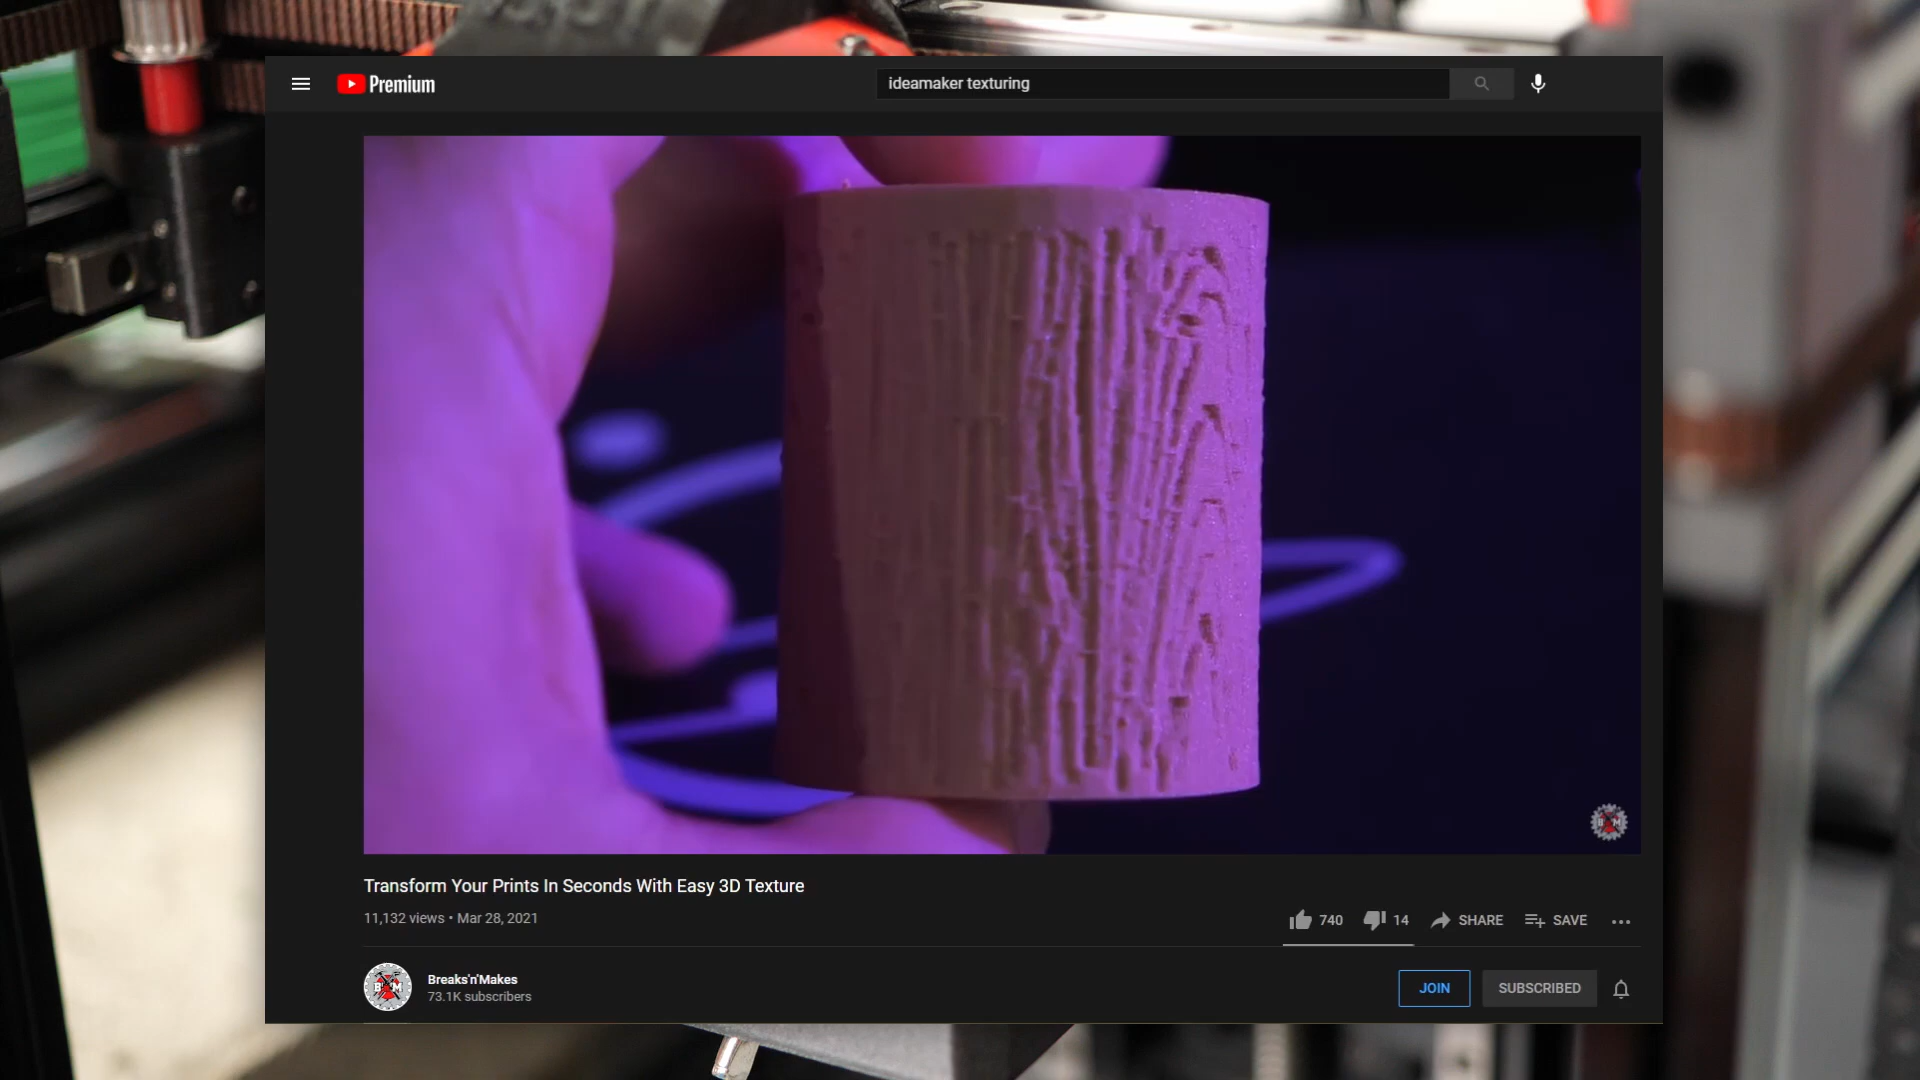 Premium
ideamaker texturing
Transform Your Prints In Seconds With Easy 3D Texture
11,132 views • Mar 28, 2021
740
14
SHARE
SAVE
Breaks'n'Makes
73.1K subscribers
JOIN
SUBSCRIBED